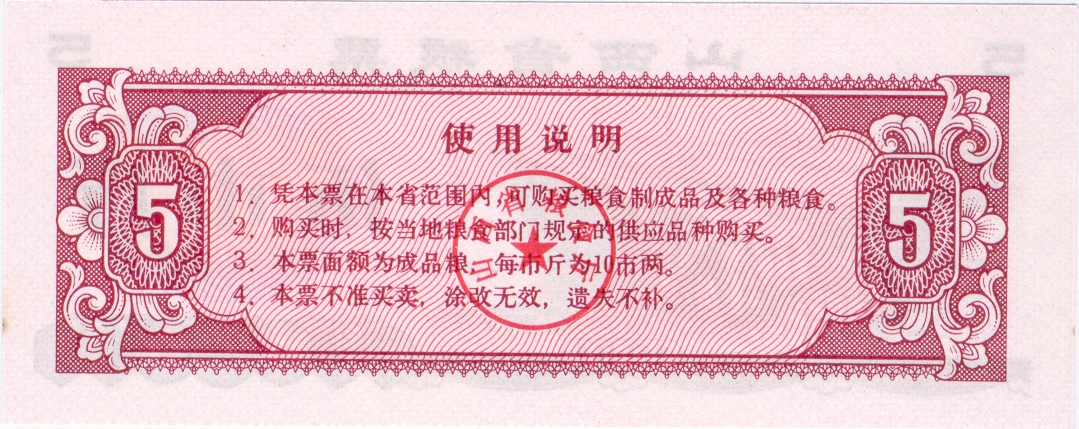 使用说明
5
5
1. 凭本票在本省范围内,可购买粮食制成品及各种粮食。
2. 购买时,按当地粮食部门规定的供应品种购买。
3. 本票面额为成品粮,每市斤为10市两。
4. 本票不准买卖,涂改无效,遗失不补。